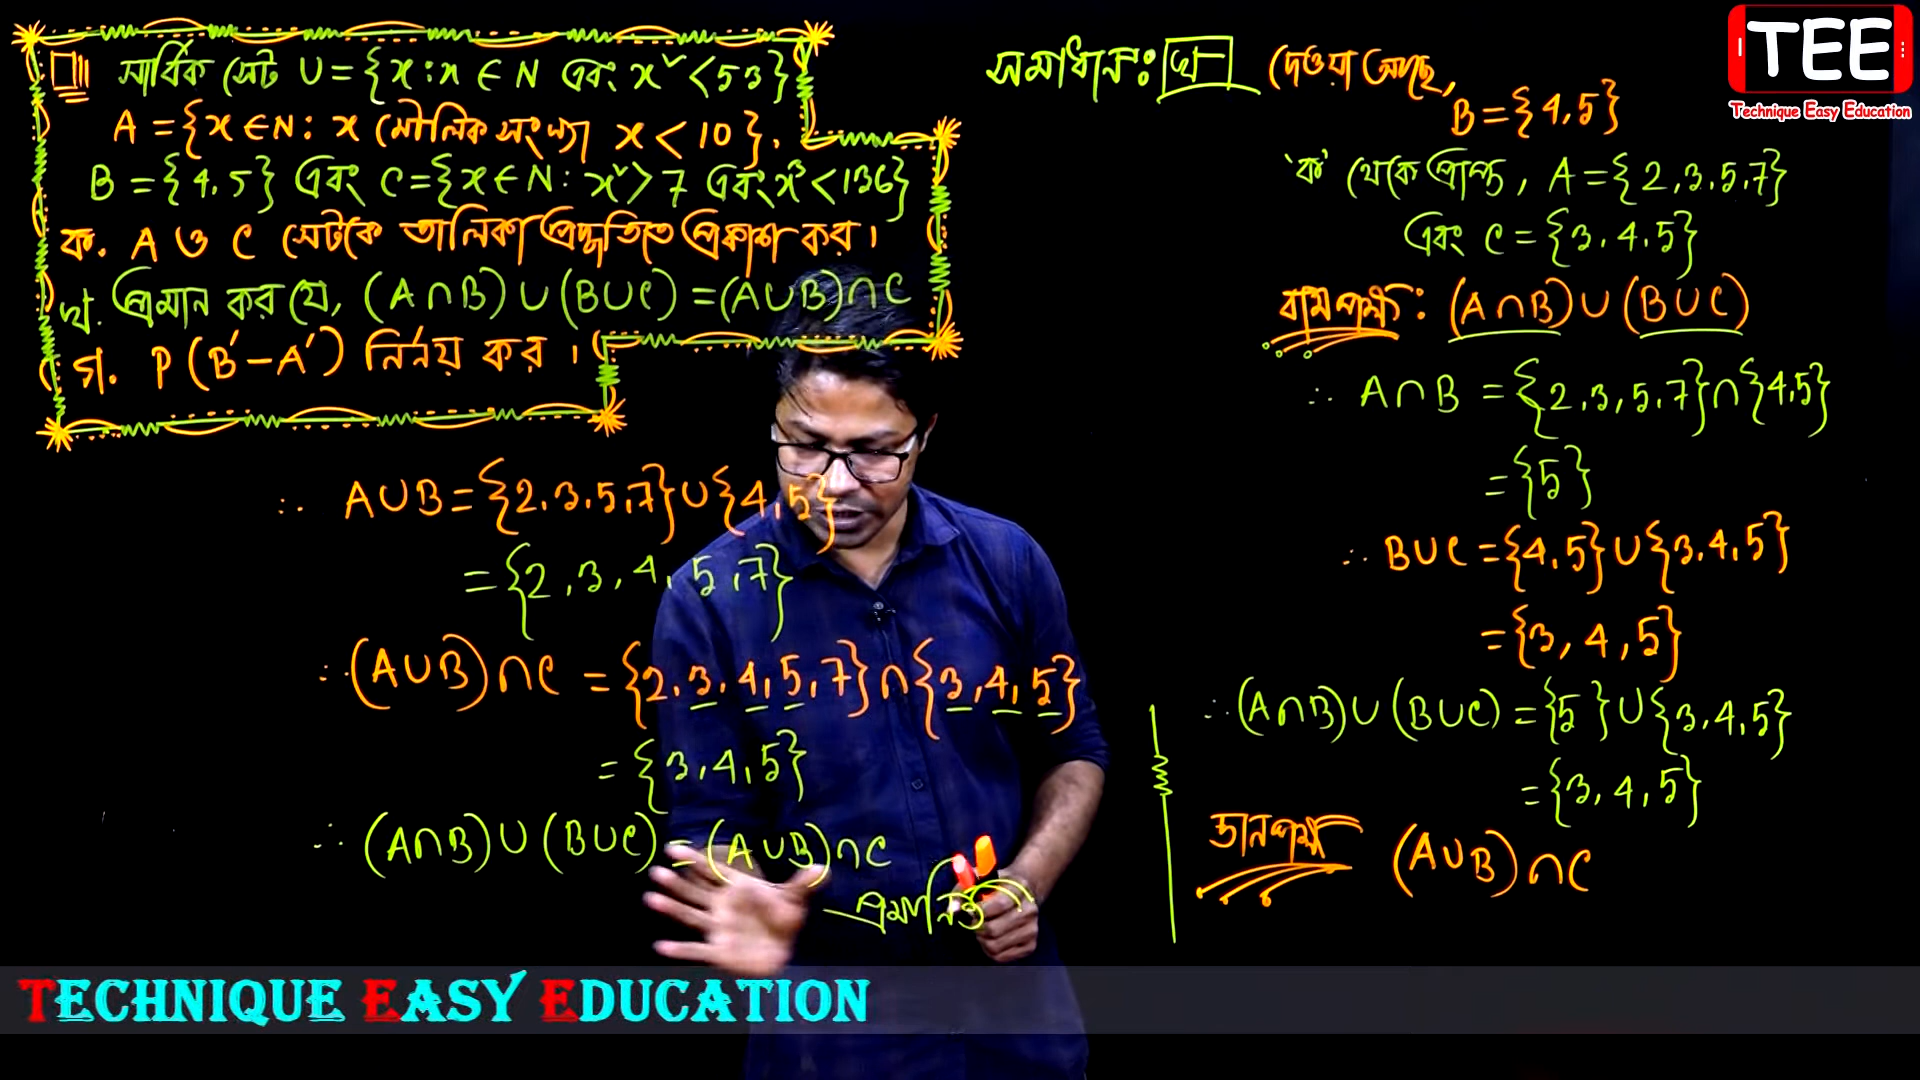 সার্বিক সেট U = {x : x ∈ N এবং x² < 53}
A = {x ∈ N : x মৌলিক সংখ্যা x < 10},
B = {4,5} এবং C = {x ∈ N : x² > 7 এবং x³ < 136}
ক. A ও C সেটকে তালিকা পদ্ধতিতে প্রকাশ কর।
খ. প্রমান কর যে, (A∩B) ∪ (B∪C) = (A∪B)∩C
গ. P(B′ − A′) নির্নয় কর।
∴ A∪B = {2,3,5,7} ∪ {4,5}
= {2,3,4,5,7}
∴ (A∪B)∩C = {2,3,4,5,7} ∩ {3,4,5}
= {3,4,5}
∴ (A∩B) ∪ (B∪C) = (A∪B)∩C
প্রমানিত
সমাধান: খ দেওয়া আছে,
B = {4,5}
'ক' থেকে প্রাপ্ত, A = {2,3,5,7}
এবং C = {3,4,5}
বামপক্ষ: (A∩B) ∪ (B∪C)
∴ A∩B = {2,3,5,7} ∩ {4,5}
= {5}
∴ B∪C = {4,5} ∪ {3,4,5}
= {3,4,5}
∴ (A∩B) ∪ (B∪C) = {5} ∪ {3,4,5}
= {3,4,5}
ডানপক্ষ (A∪B)∩C
TEE
Technique Easy Education
TECHNIQUE EASY EDUCATION